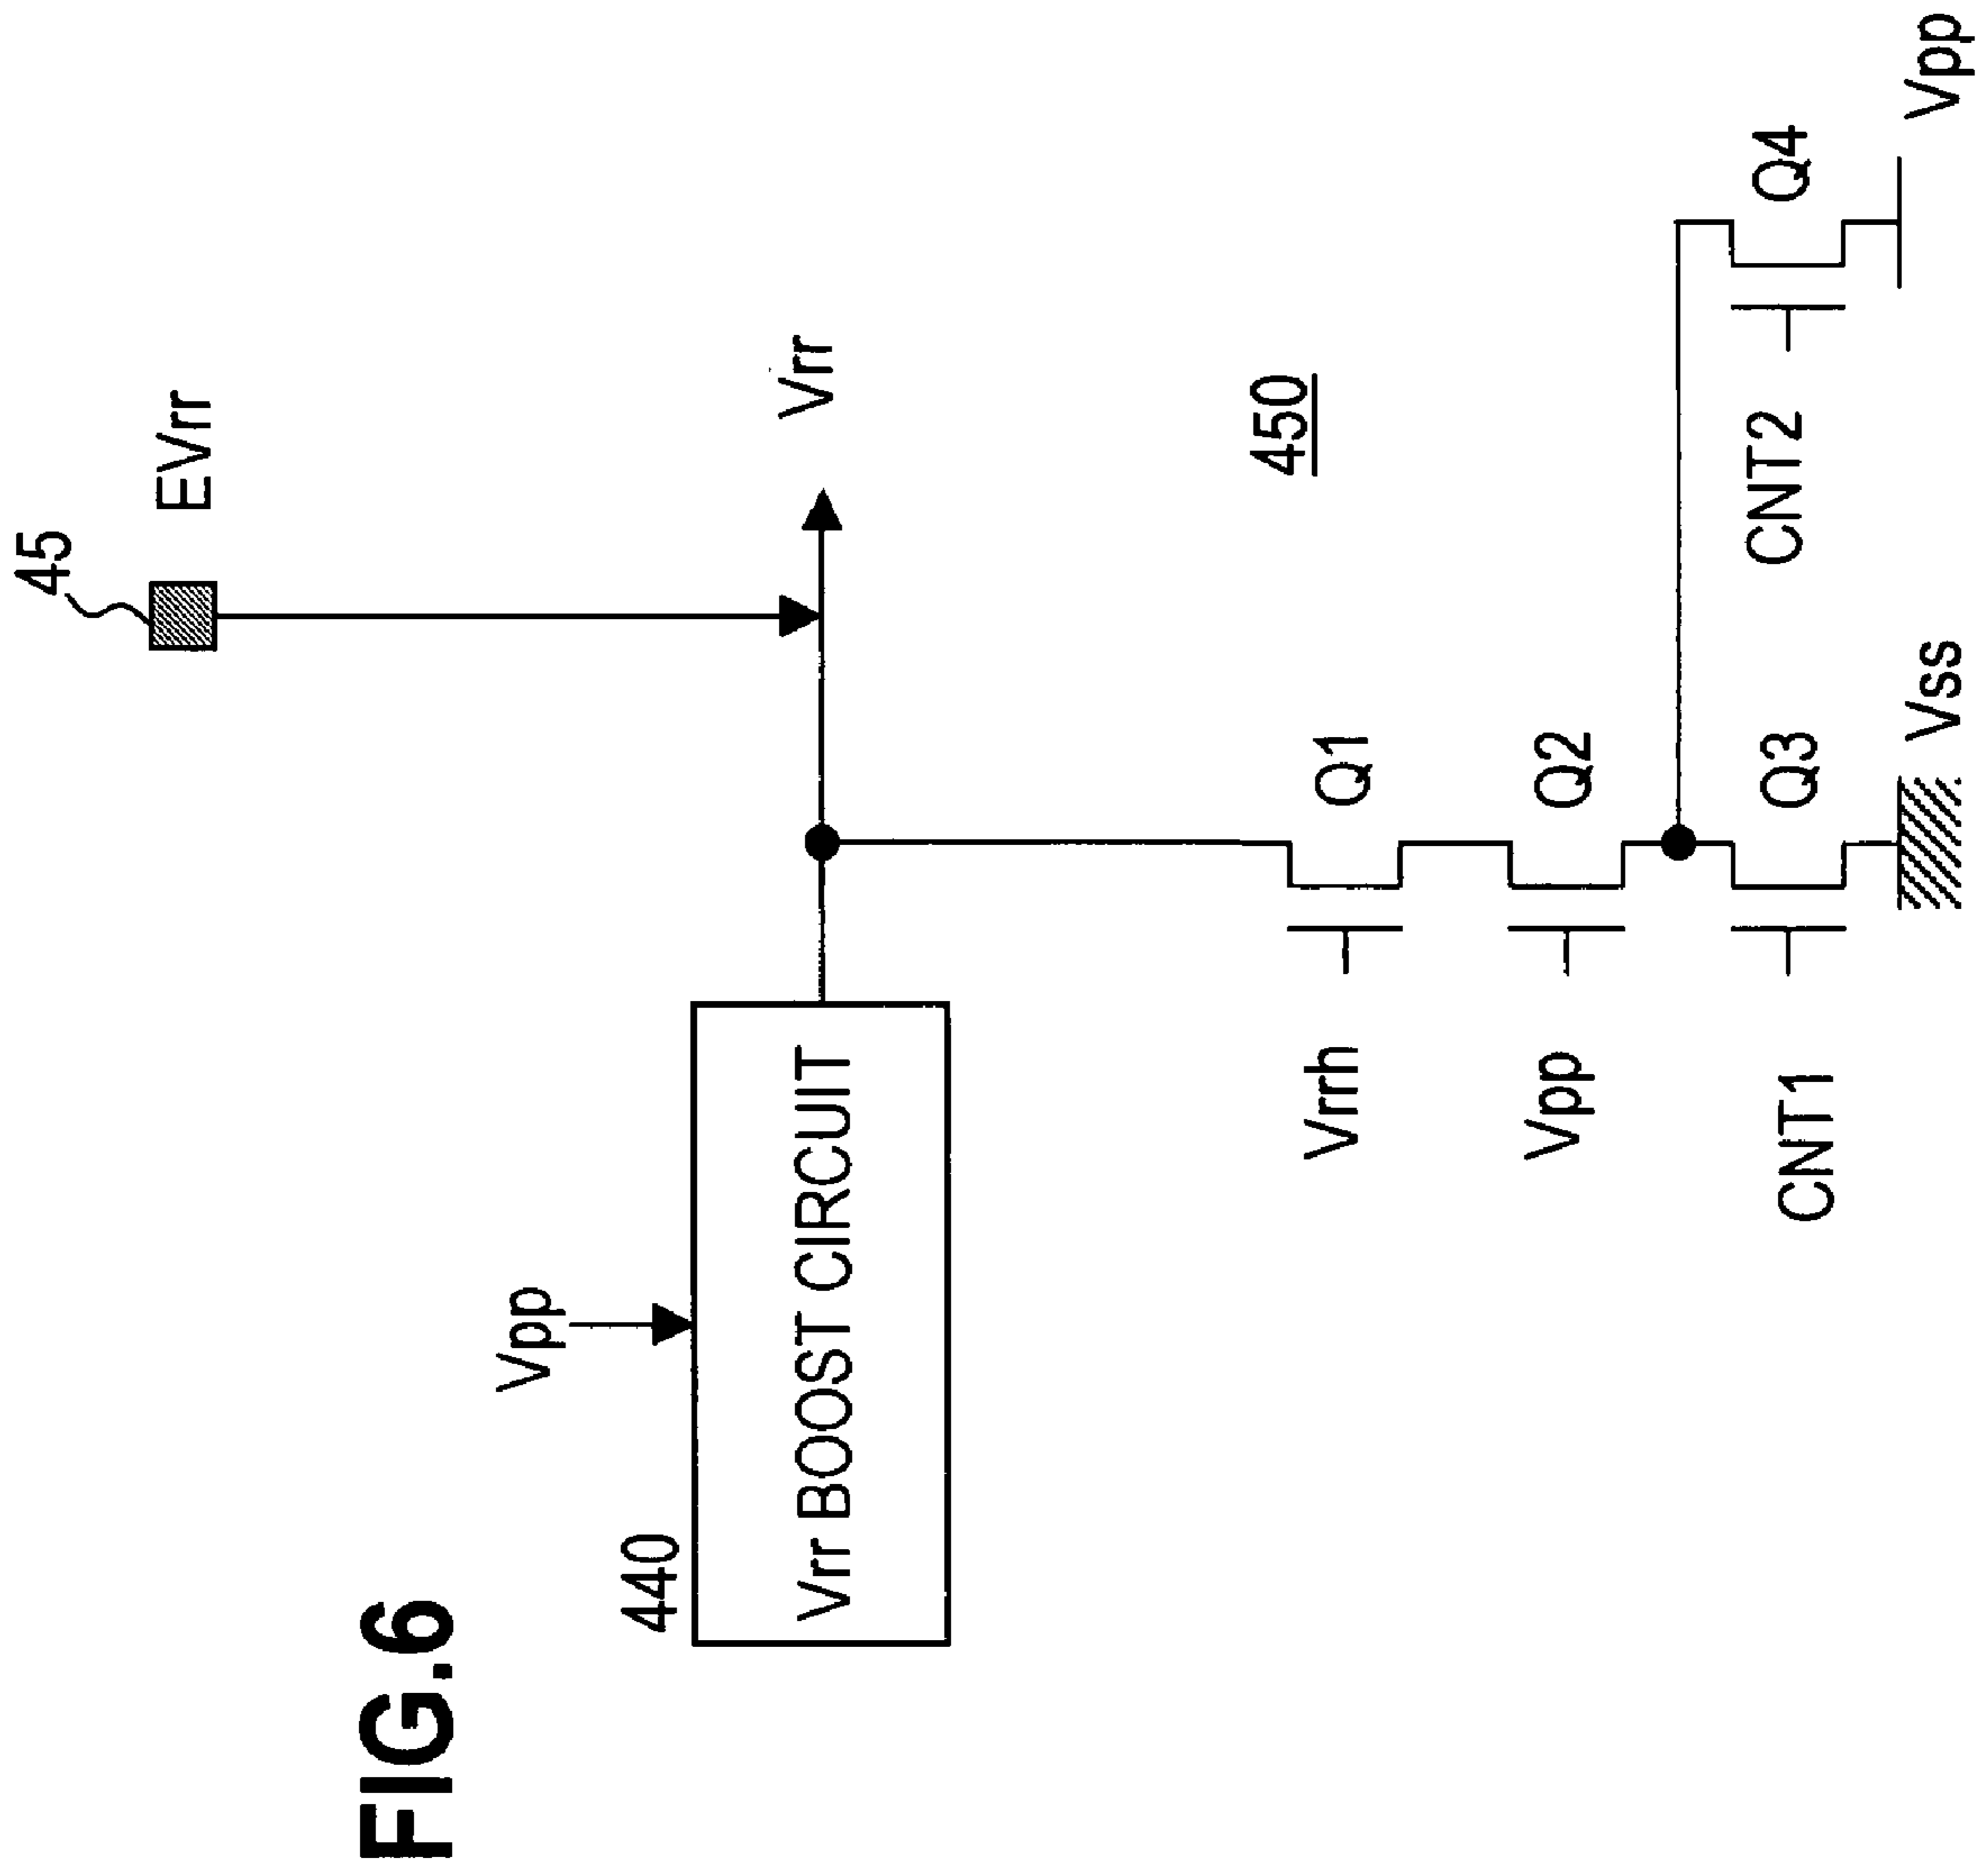 FIG.6
45
EVrr
Vpp
440
Vrr BOOST CIRCUIT
Vrr
450
Vrrh
Q1
Vpp
Q2
CNT1
Q3
CNT2
Q4
Vss
Vpp